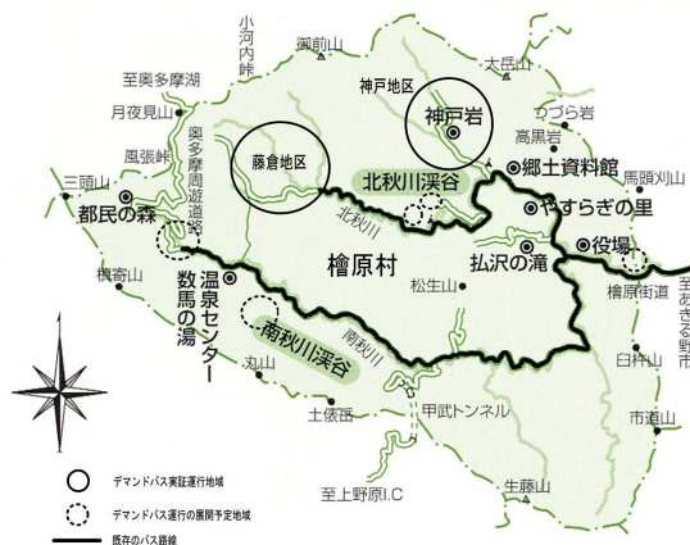 小河内峠
御前山
大岳山
至奥多摩湖
神戸地区
月夜見山
神戸岩
つづら岩
高黒岩
奥多摩周遊道路
風張峠
藤倉地区
郷土資料館
三頭山
北秋川渓谷
馬頭刈山
都民の森
北秋川
やすらぎの里
役場
檜原村
払沢の滝
槙寄山
松生山
檜原街道
至あきる野市
温泉センター
数馬の湯
南秋川渓谷
南秋川
臼杵山
丸山
土俵岳
甲武トンネル
市道山
至上野原I.C
生藤山
デマンドバス実証運行地域
デマンドバス運行の展開予定地域
既存のバス路線